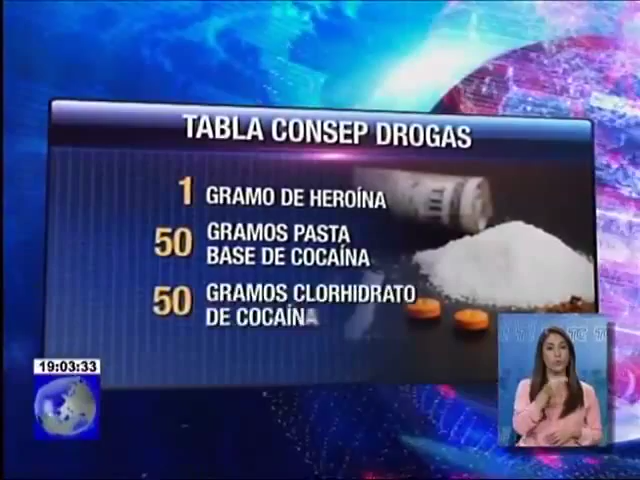 TABLA CONSEP DROGAS
1 GRAMO DE HEROÍNA
50 GRAMOS PASTA
BASE DE COCAÍNA
50 GRAMOS CLORHIDRATO
DE COCAÍNA
19:03:33